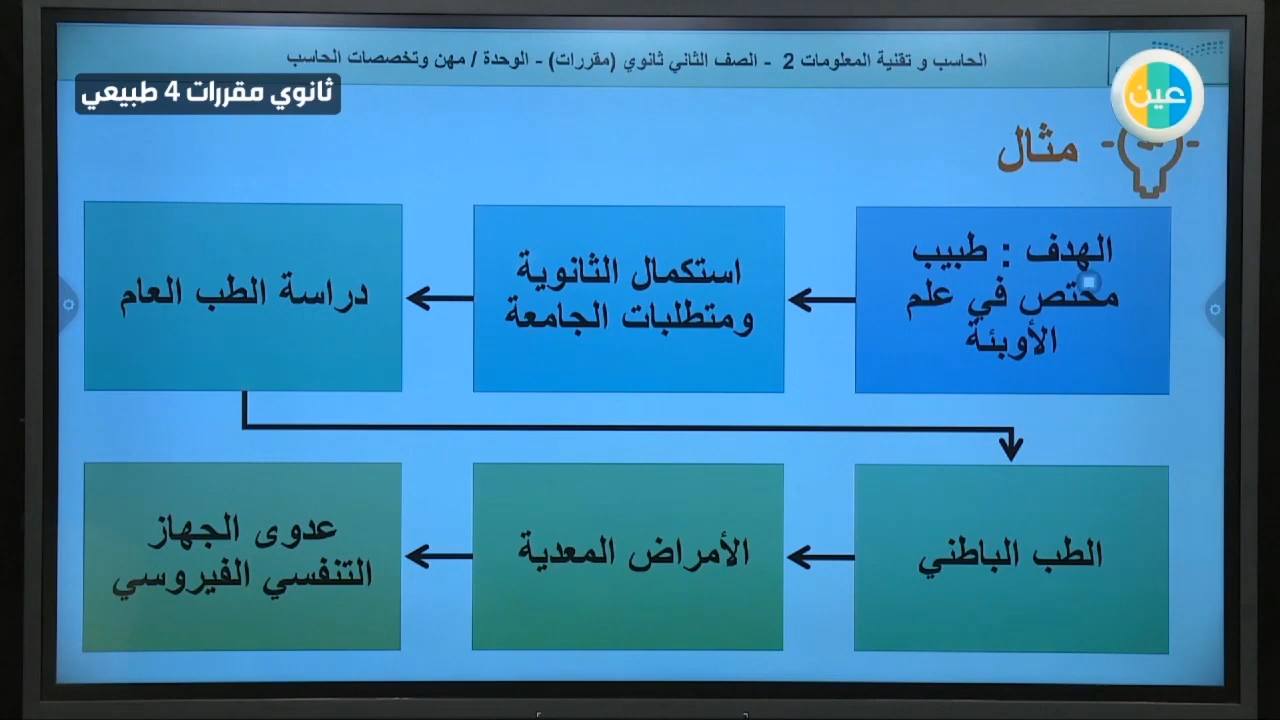 الحاسب و تقنية المعلومات 2 - الصف الثاني ثانوي (مقررات) - الوحدة / مهن وتخصصات الحاسب
عين
ثانوي مقررات 4 طبيعي
مثال
الهدف : طبيب
مختص في علم
الأوبئة
استكمال الثانوية
ومتطلبات الجامعة
دراسة الطب العام
الطب الباطني
الأمراض المعدية
عدوى الجهاز
التنفسي الفيروسي